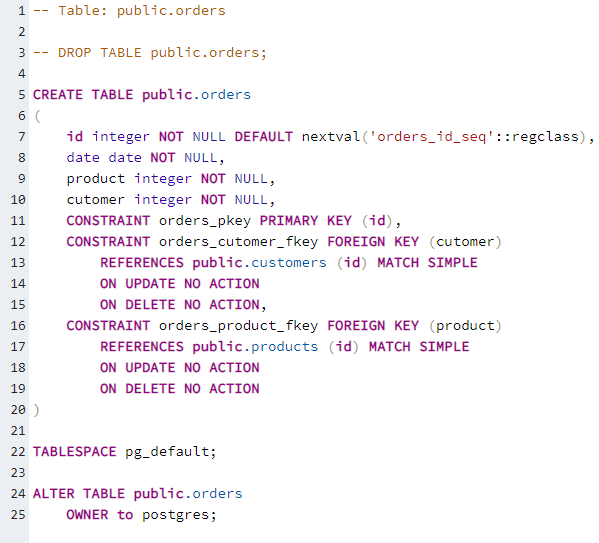 1 -- Table: public.orders
2
3 -- DROP TABLE public.orders;
4
5 CREATE TABLE public.orders
6 (
7     id integer NOT NULL DEFAULT nextval('orders_id_seq'::regclass),
8     date date NOT NULL,
9     product integer NOT NULL,
10     cutomer integer NOT NULL,
11     CONSTRAINT orders_pkey PRIMARY KEY (id),
12     CONSTRAINT orders_cutomer_fkey FOREIGN KEY (cutomer)
13         REFERENCES public.customers (id) MATCH SIMPLE
14         ON UPDATE NO ACTION
15         ON DELETE NO ACTION,
16     CONSTRAINT orders_product_fkey FOREIGN KEY (product)
17         REFERENCES public.products (id) MATCH SIMPLE
18         ON UPDATE NO ACTION
19         ON DELETE NO ACTION
20 )
21
22 TABLESPACE pg_default;
23
24 ALTER TABLE public.orders
25     OWNER to postgres;